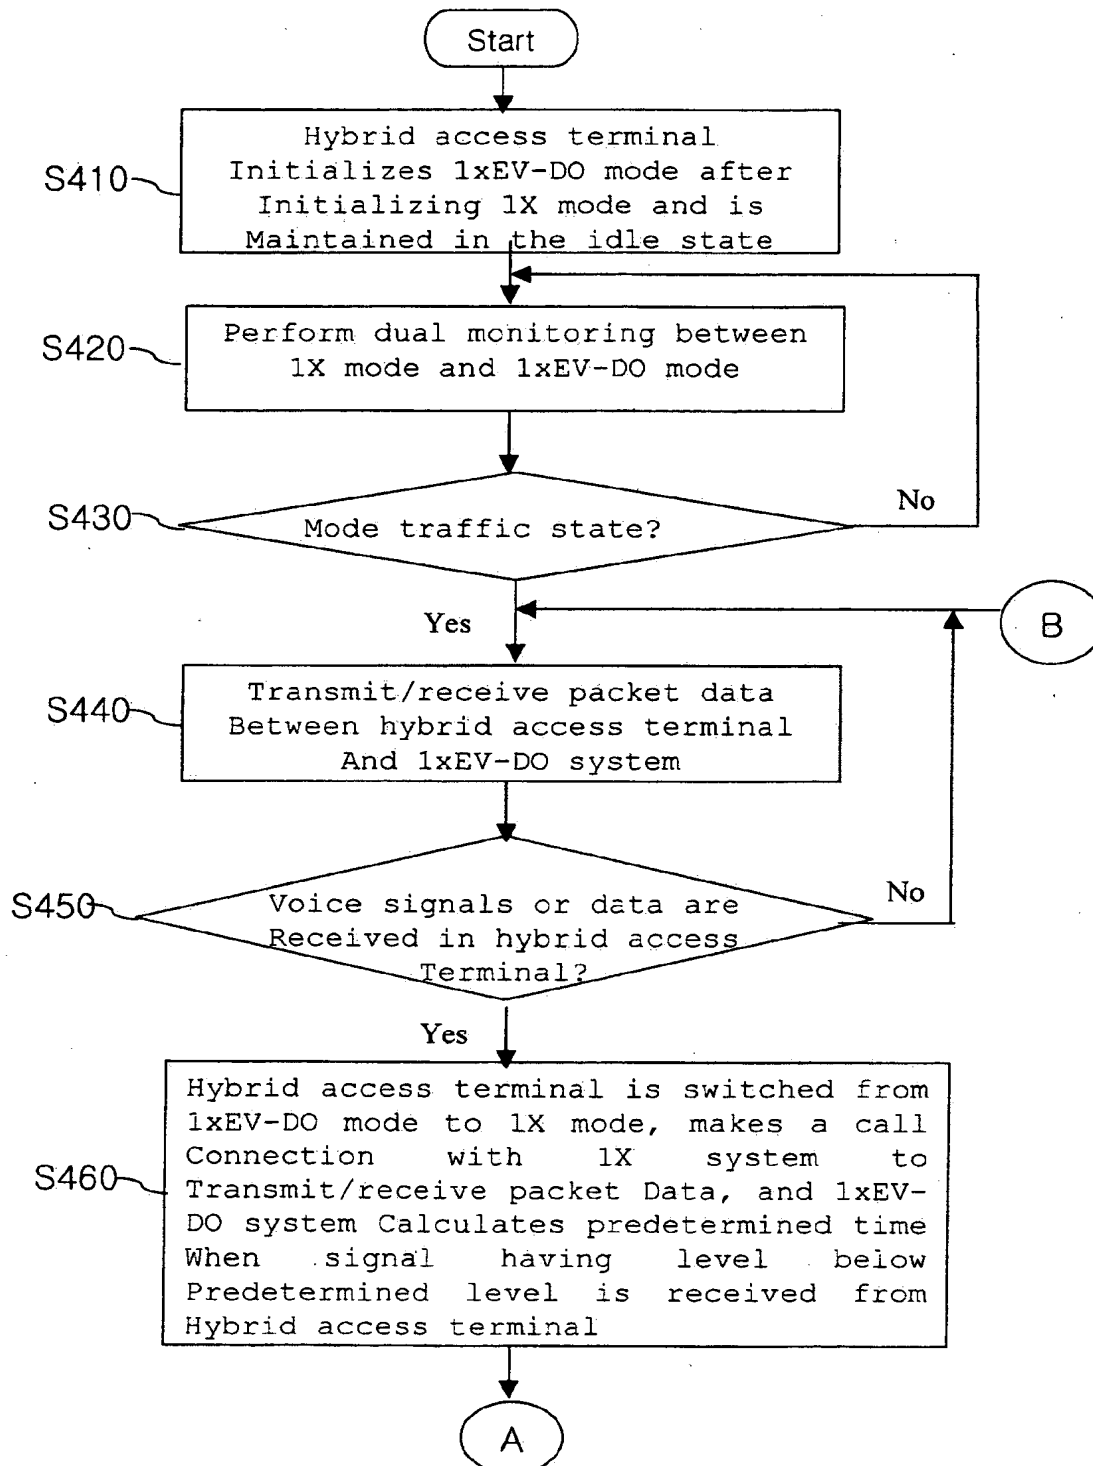 Start
S410
Hybrid access terminal
Initializes 1xEV-DO mode after
Initializing 1X mode and is
Maintained in the idle state
S420
Perform dual monitoring between
1X mode and 1xEV-DO mode
S430
Mode traffic state?
No
Yes
B
S440
Transmit/receive packet data
Between hybrid access terminal
And 1xEV-DO system
S450
Voice signals or data are
Received in hybrid access
Terminal?
No
Yes
S460
Hybrid access terminal is switched from
1xEV-DO mode to 1X mode, makes a call
Connection with 1X system to
Transmit/receive packet Data, and 1xEV-
DO system Calculates predetermined time
When signal having level below
Predetermined level is received from
Hybrid access terminal
A